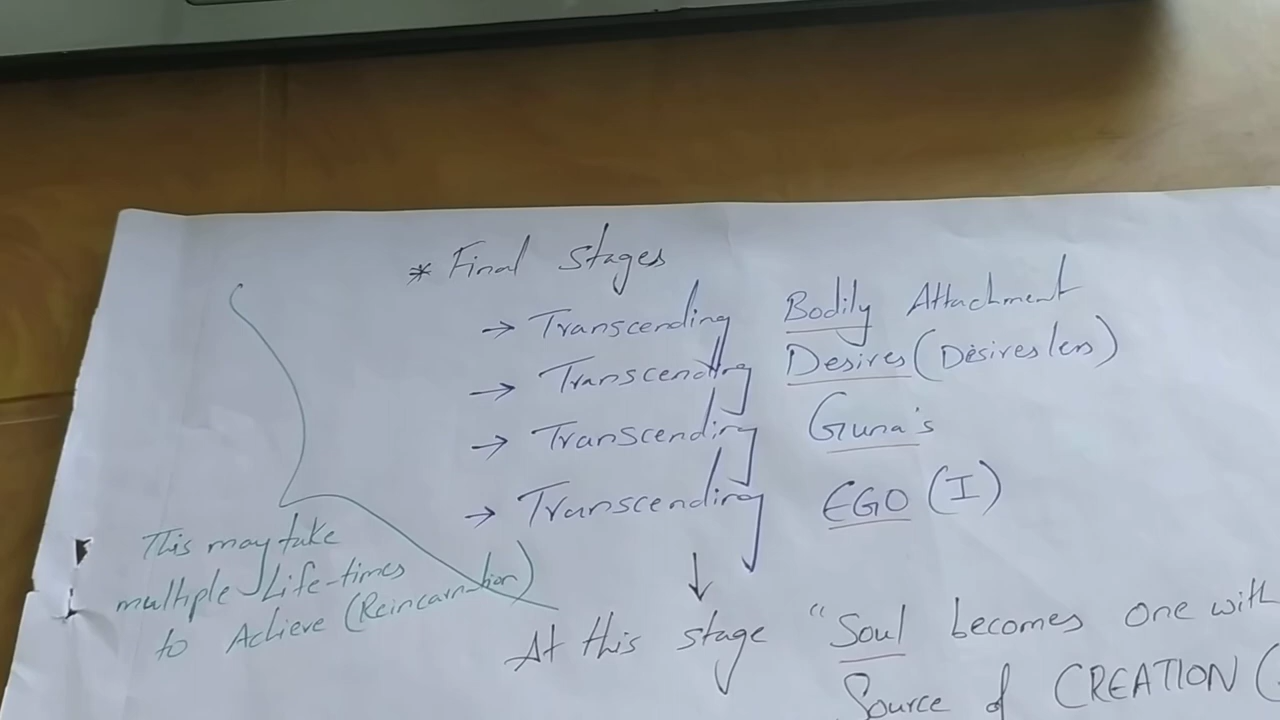 * Final Stages
→ Transcending Bodily Attachment
→ Transcending Desires (Desireless)
→ Transcending Guna's
→ Transcending EGO (I)
↓
At this stage "Soul becomes one with
Source of CREATION (
This may take
multiple Life-times
to Achieve (Reincarnation)